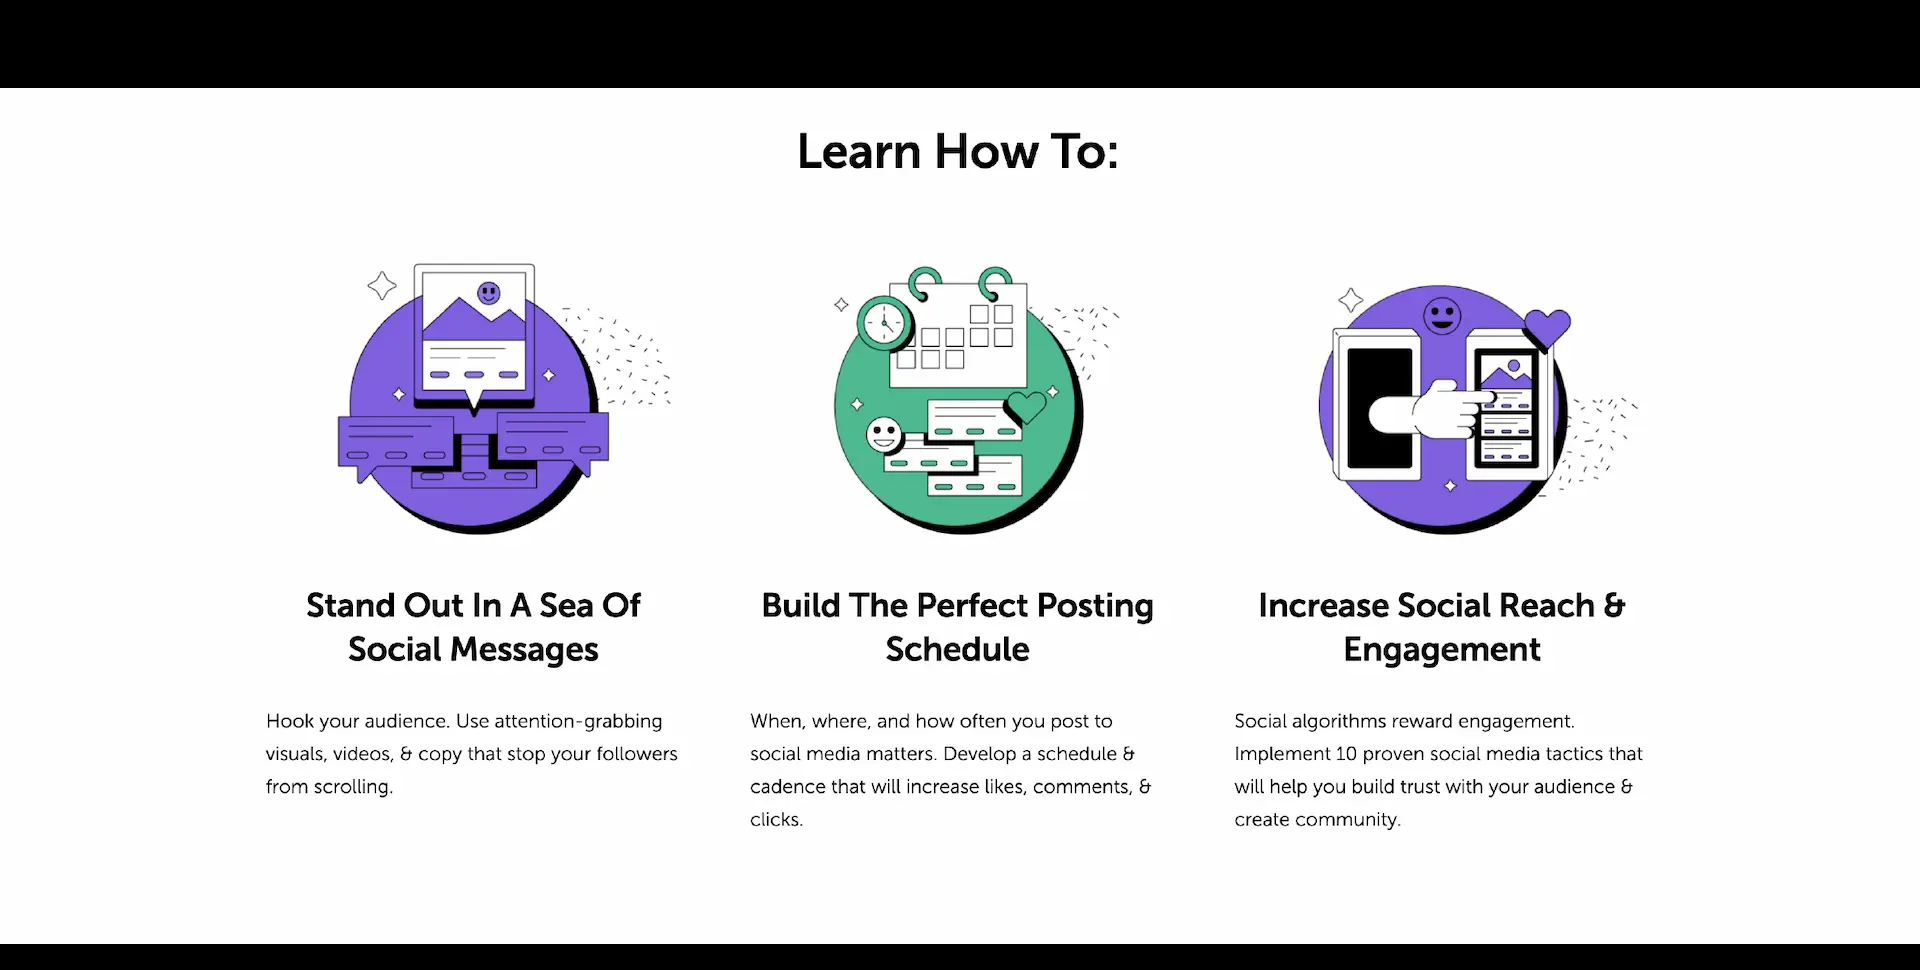 Learn How To:
Stand Out In A Sea Of
Social Messages
Hook your audience. Use attention-grabbing
visuals, videos, & copy that stop your followers
from scrolling.
Build The Perfect Posting
Schedule
When, where, and how often you post to
social media matters. Develop a schedule &
cadence that will increase likes, comments, &
clicks.
Increase Social Reach &
Engagement
Social algorithms reward engagement.
Implement 10 proven social media tactics that
will help you build trust with your audience &
create community.